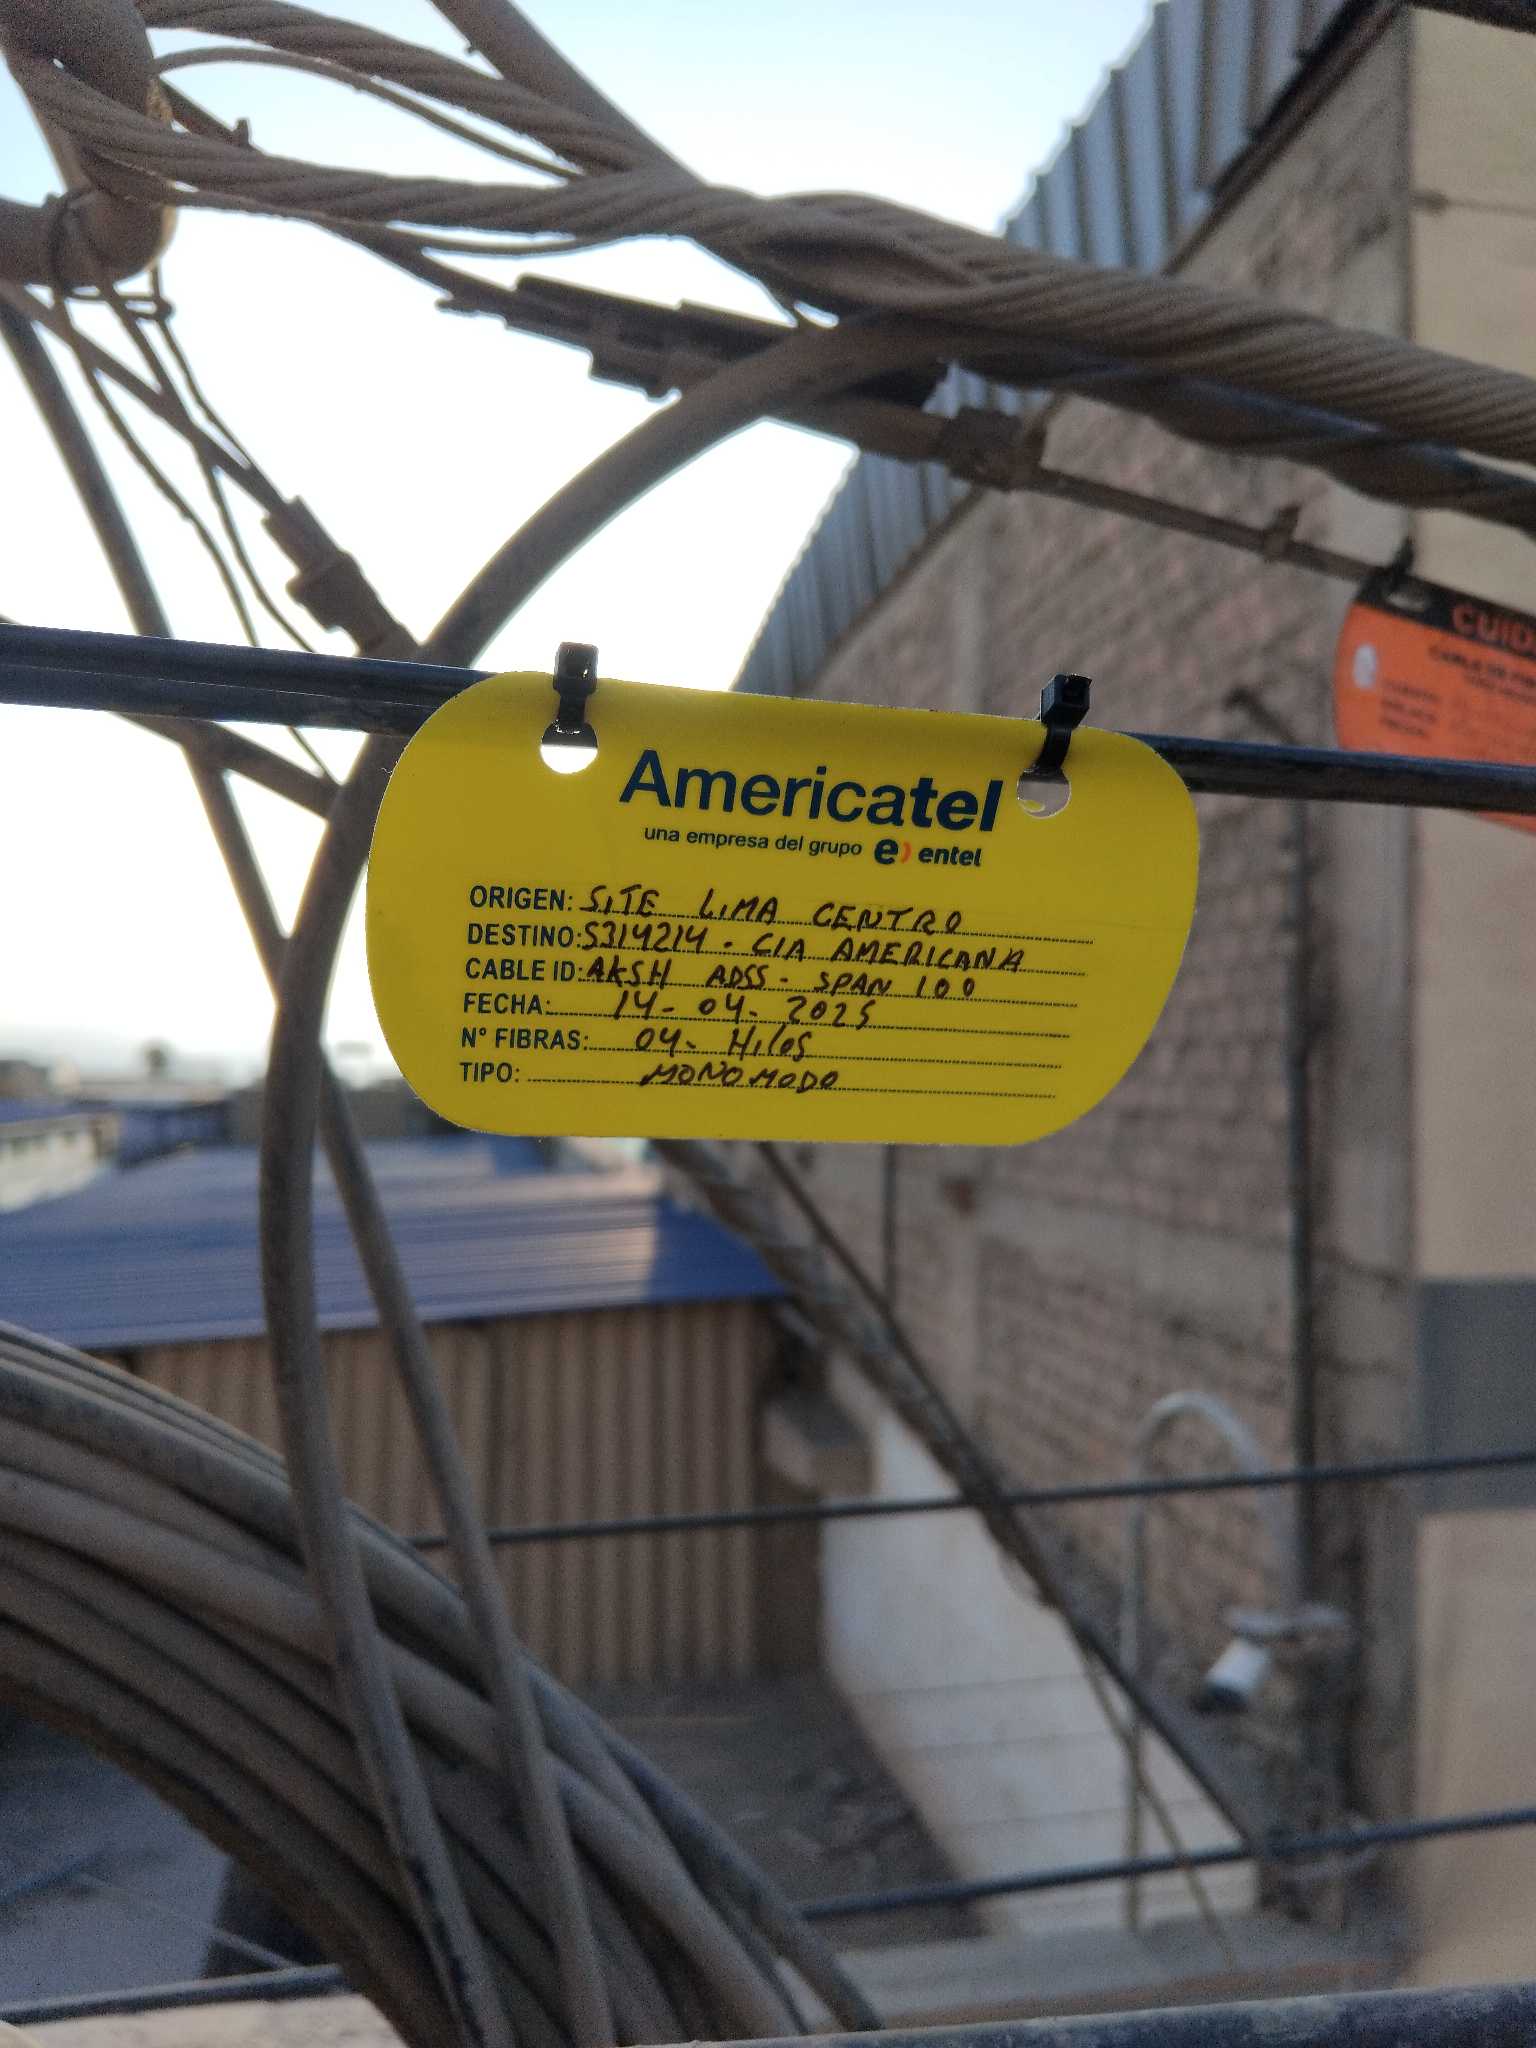 Americatel
una empresa del grupo e) entel
ORIGEN: SITE LIMA CENTRO
DESTINO: S314214. CIA AMERICANA
CABLE ID: AKSH ADSS - SPAN 100
FECHA: 14-04-2025
N° FIBRAS: 04- Hilos
TIPO: MONOMODO
CUID